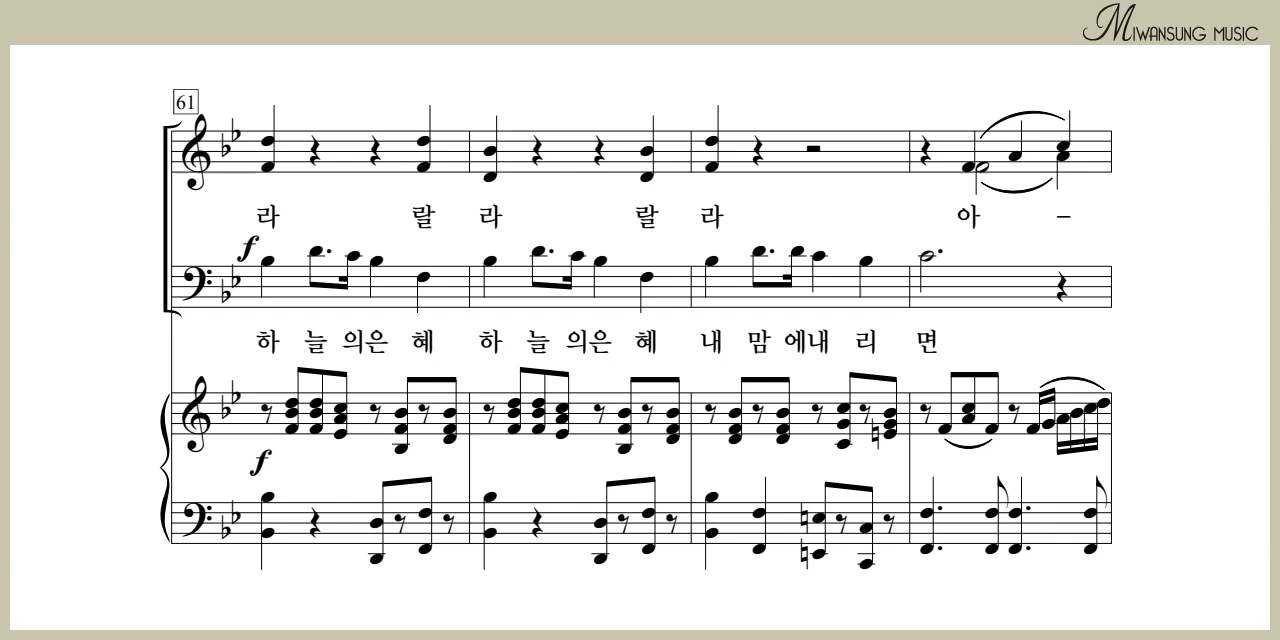 MIWANSUNG MUSIC
61
라 랄 라 랄 라 아 –
f
하 늘 의은 혜 하 늘 의은 혜 내 맘 에내 리 면
f